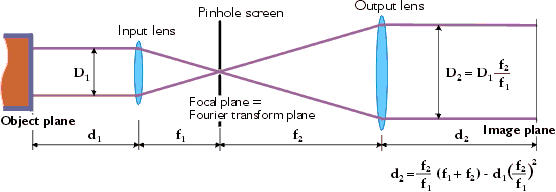 Pinhole screen
Input lens
Output lens
D₁
D₂ = D₁ f₂/f₁
Focal plane =
Fourier transform plane
Object plane
Image plane
d₁
f₁
f₂
d₂
d₂ = f₂/f₁ (f₁ + f₂) - d₁(f₂/f₁)²